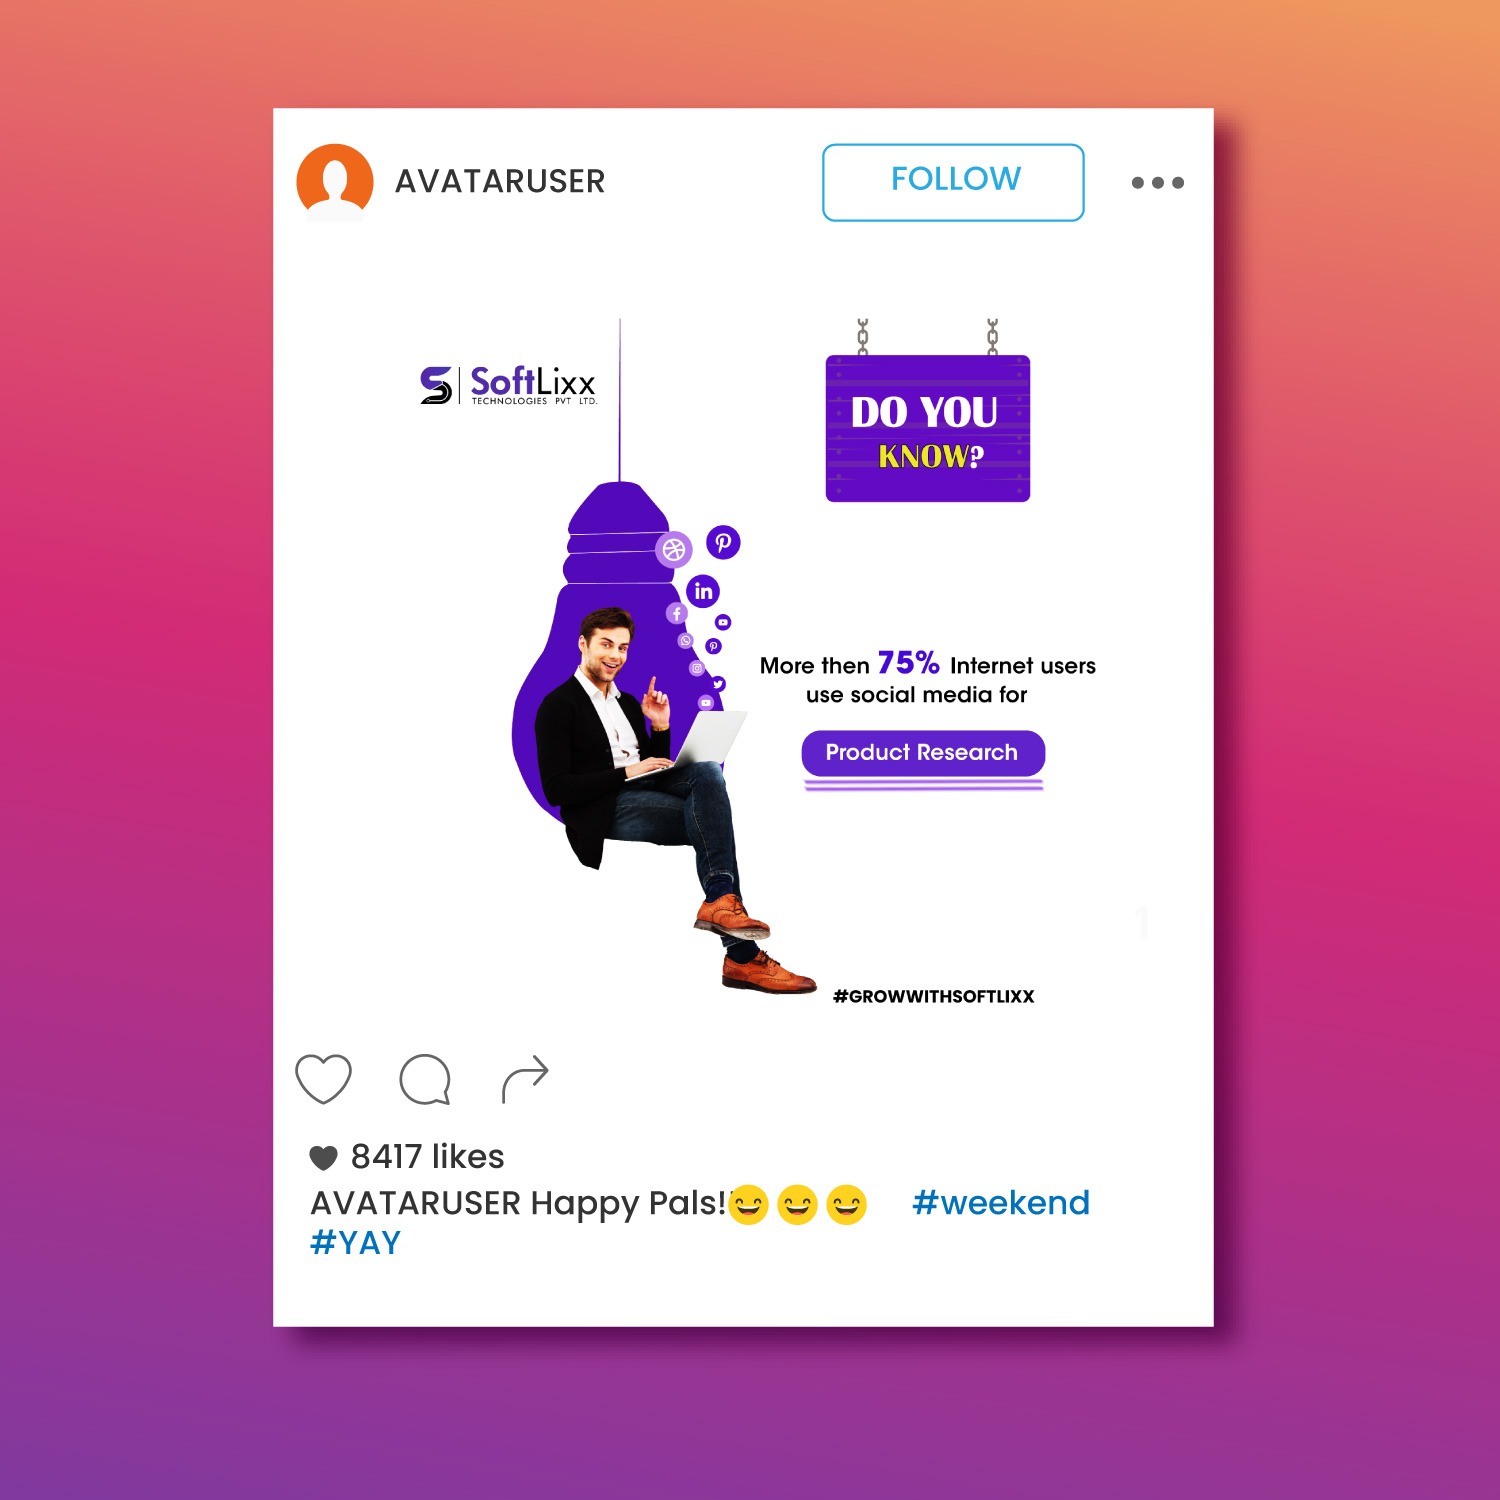 AVATARUSER
FOLLOW
SoftLixx
TECHNOLOGIES PVT LTD.
DO YOU
KNOW?
More then 75% Internet users
use social media for
Product Research
1
#GROWWITHSOFTLIXX
8417 likes
AVATARUSER Happy Pals!!😄😄😄 #weekend
#YAY